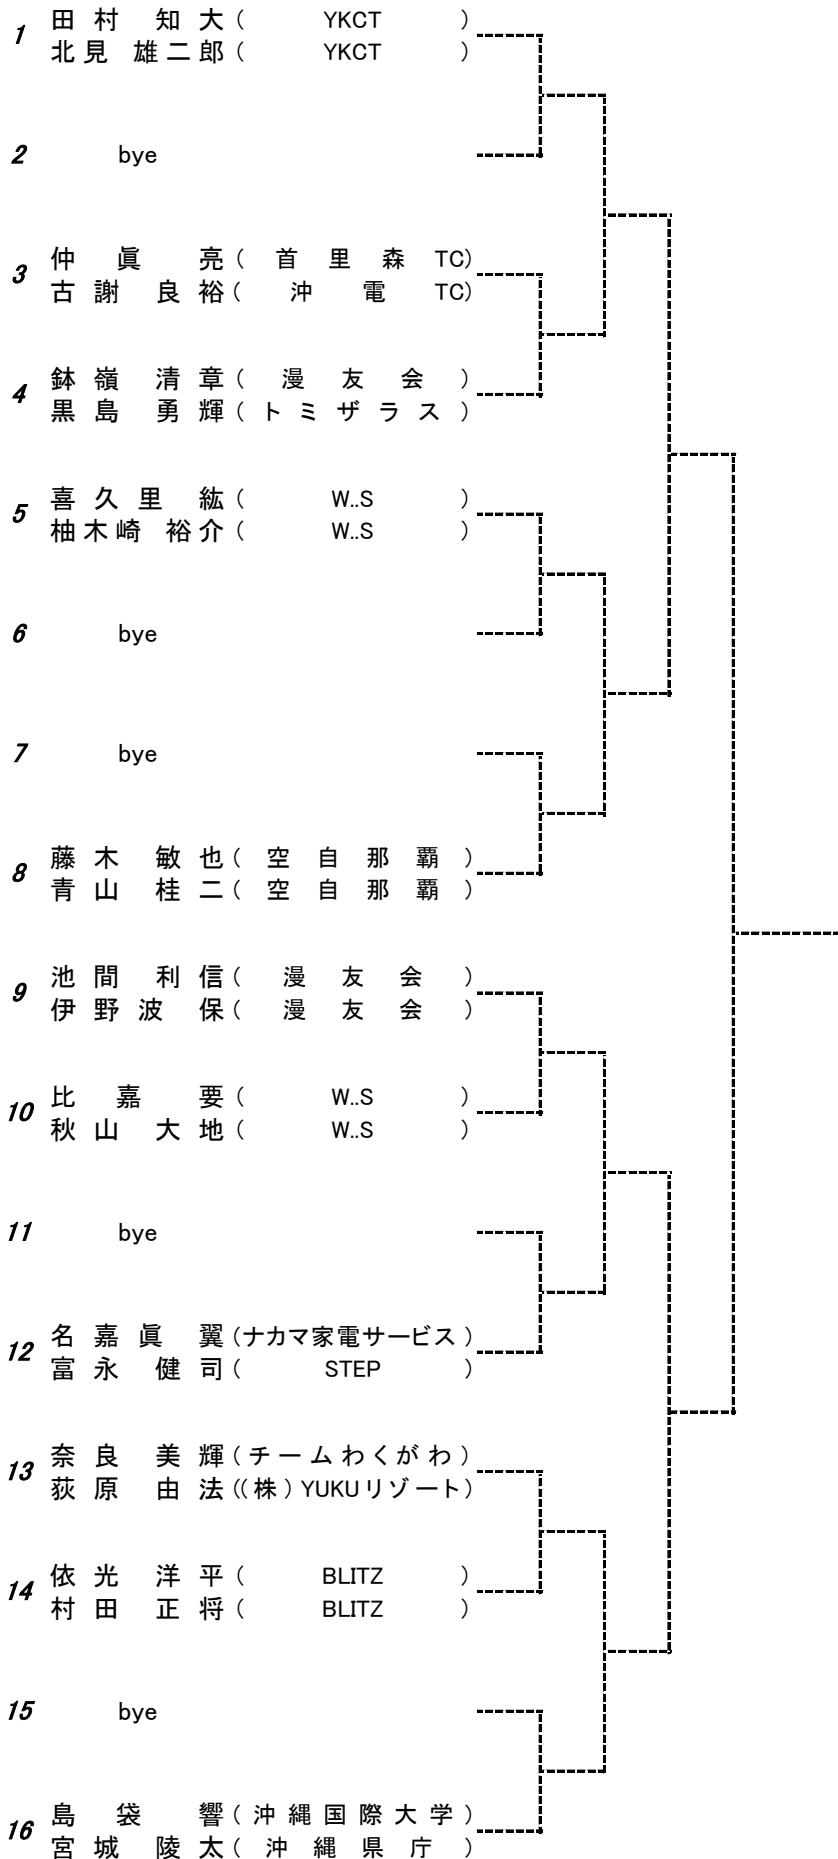 1 田村 知大 ( YKCT )
北見 雄二郎 ( YKCT )
2 bye
3 仲眞 亮 ( 首里森 TC)
古謝 良裕 ( 沖電 TC)
4 鉢嶺 清章 ( 漫友会 )
黒島 勇輝 ( トミザラス )
5 喜久里 紘 ( W..S )
柚木崎 裕介 ( W..S )
6 bye
7 bye
8 藤木 敏也 ( 空自那覇 )
青山 桂二 ( 空自那覇 )
9 池間 利信 ( 漫友会 )
伊野波 保 ( 漫友会 )
10 比嘉 要 ( W..S )
秋山 大地 ( W..S )
11 bye
12 名嘉眞 翼 (ナカマ家電サービス )
富永 健司 ( STEP )
13 奈良 美輝 (チームわくがわ )
荻原 由法 ((株) YUKUリゾート)
14 依光 洋平 ( BLITZ )
村田 正将 ( BLITZ )
15 bye
16 島袋 響 ( 沖縄国際大学 )
宮城 陵太 ( 沖縄県庁 )